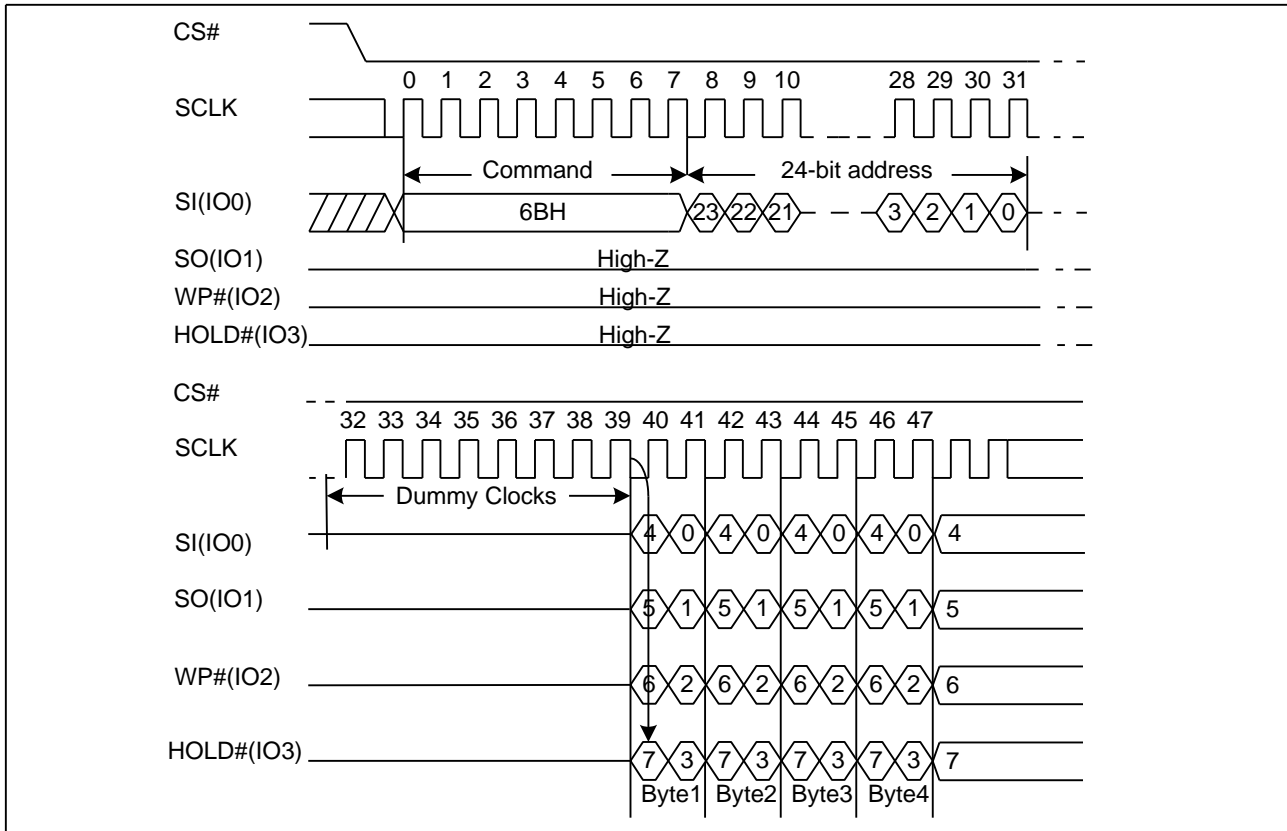 CS#
0 1 2 3 4 5 6 7 8 9 10 28 29 30 31
SCLK
Command 24-bit address
SI(IO0) 6BH 23 22 21 3 2 1 0
SO(IO1) High-Z
WP#(IO2) High-Z
HOLD#(IO3) High-Z
CS#
32 33 34 35 36 37 38 39 40 41 42 43 44 45 46 47
SCLK
Dummy Clocks
SI(IO0) 4 0 4 0 4 0 4 0 4
SO(IO1) 5 1 5 1 5 1 5 1 5
WP#(IO2) 6 2 6 2 6 2 6 2 6
HOLD#(IO3) 7 3 7 3 7 3 7 3 7
Byte1 Byte2 Byte3 Byte4